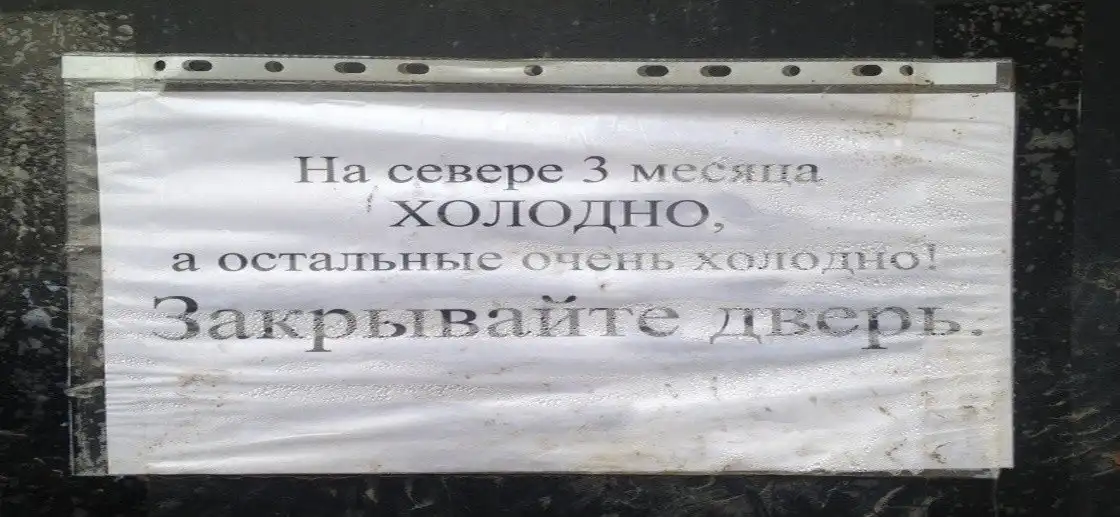 На севере 3 месяца
ХОЛОДНО,
а остальные очень холодно!
Закрывайте дверь.